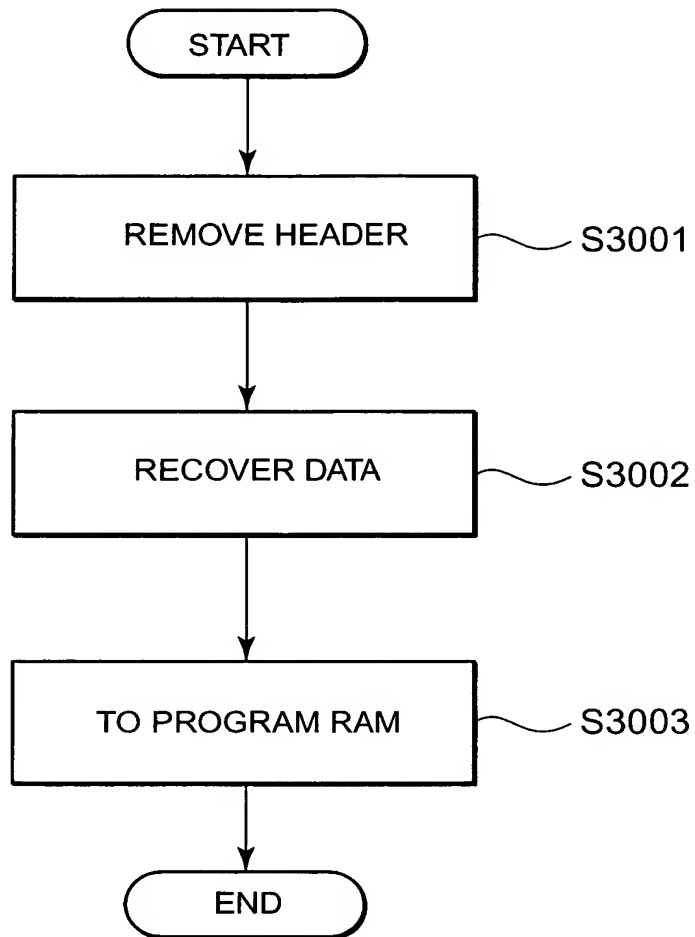 START
REMOVE HEADER
S3001
RECOVER DATA
S3002
TO PROGRAM RAM
S3003
END